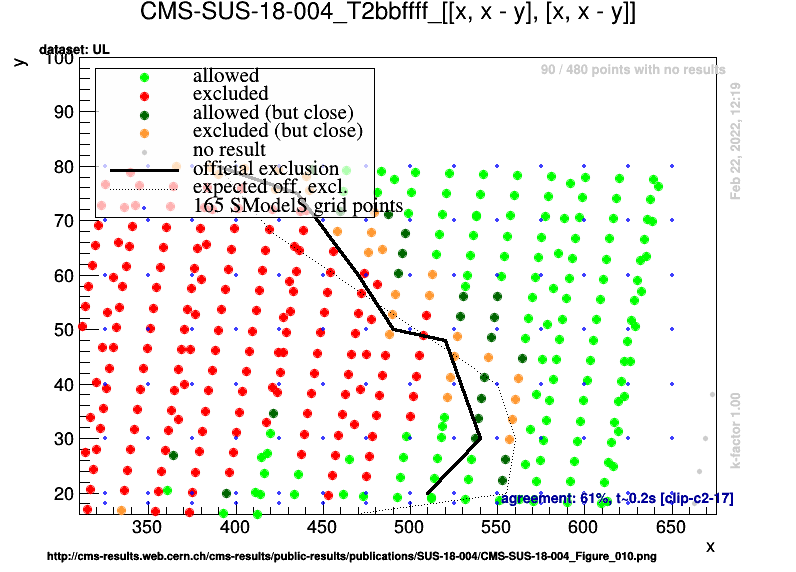 CMS-SUS-18-004_T2bbffff_[[x, x - y], [x, x - y]]
dataset: UL
y
100
90
80
70
60
50
40
30
20
90 / 480 points with no results
allowed
excluded
allowed (but close)
excluded (but close)
no result
official exclusion
expected off. excl.
165 SModelS grid points
Feb 22, 2022, 12:19
k-factor 1.00
agreement: 61%, t~0.2s [clip-c2-17]
350 400 450 500 550 600 650
x
http://cms-results.web.cern.ch/cms-results/public-results/publications/SUS-18-004/CMS-SUS-18-004_Figure_010.png